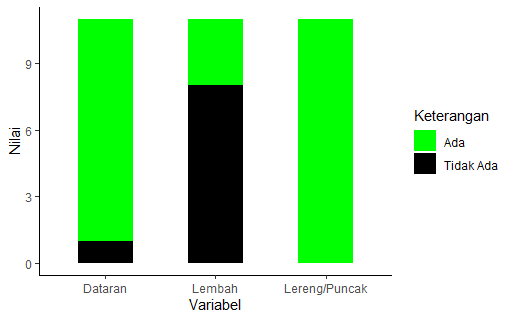 Nilai
9
6
3
0
Dataran
Lembah
Lereng/Puncak
Variabel
Keterangan
Ada
Tidak Ada